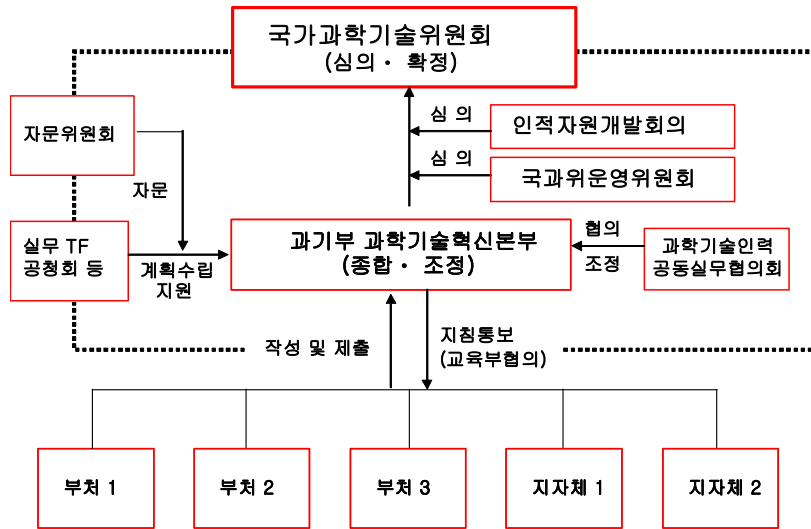 국가과학기술위원회
(심의· 확정)
자문위원회
심 의
인적자원개발회의
심 의
국과위운영위원회
자문
실무 TF
공청회 등
계획수립
지원
과기부 과학기술혁신본부
(종합· 조정)
협의
조정
과학기술인력
공동실무협의회
작성 및 제출
지침통보
(교육부협의)
부처 1
부처 2
부처 3
지자체 1
지자체 2